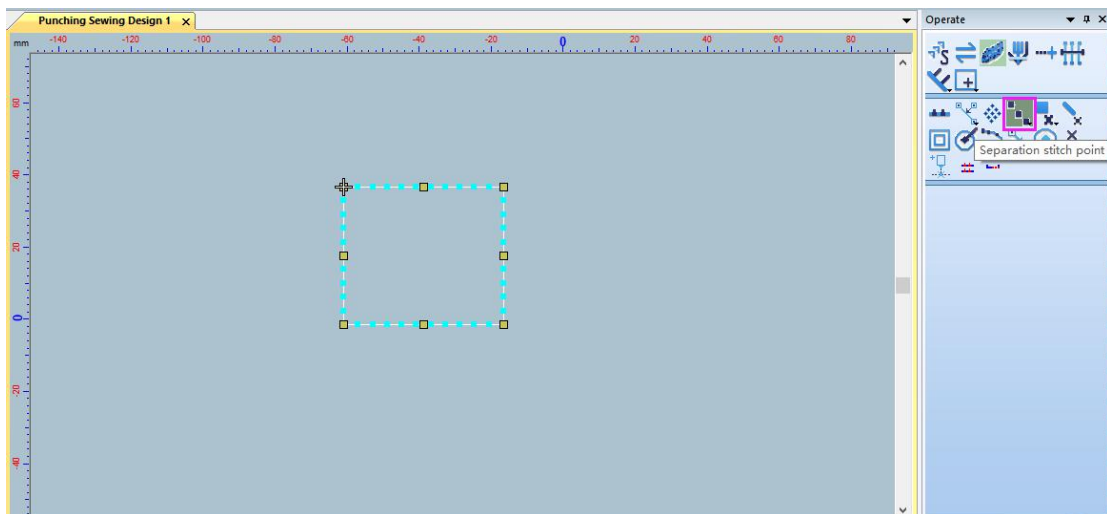 Punching Sewing Design 1
Operate
mm
-140 -120 -100 -80 -60 -40 -20 0 20 40 60 80
60
40
20
0
-20
-40
S
Separation stitch point